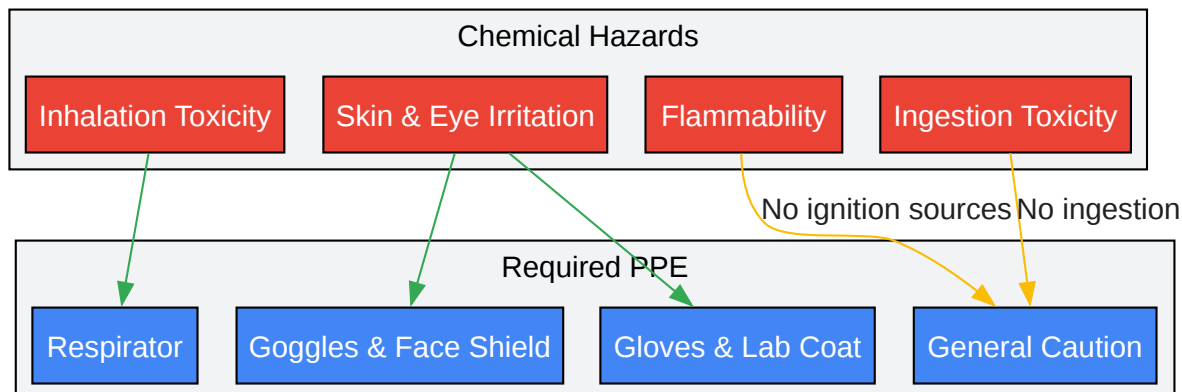 Chemical Hazards
Inhalation Toxicity
Skin & Eye Irritation
Flammability
Ingestion Toxicity
No ignition sources
No ingestion
Required PPE
Respirator
Goggles & Face Shield
Gloves & Lab Coat
General Caution